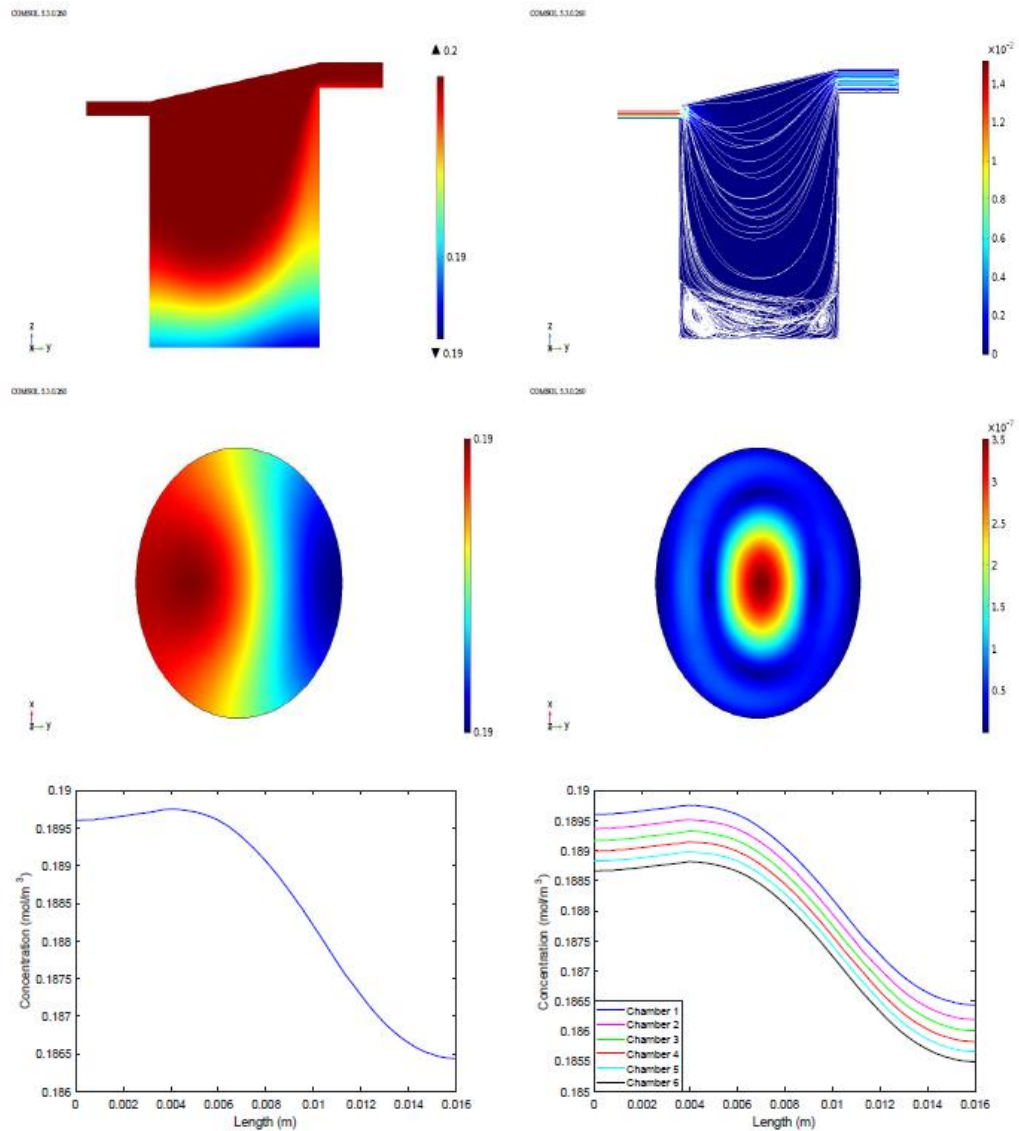 COMSOL 5.3.0.260
▲ 0.2
0.19
▼ 0.19
z
x y
COMSOL 5.3.0.260
×10⁻²
1.4
1.2
1
0.8
0.6
0.4
0.2
0
z
x y
COMSOL 5.3.0.260
0.19
0.19
x
z y
COMSOL 5.3.0.260
×10⁻⁷
3.5
3
2.5
2
1.5
1
0.5
x
z y
0.19
0.1895
0.189
0.1885
0.188
0.1875
0.187
0.1865
0.186
Concentration (mol/m³)
0 0.002 0.004 0.006 0.008 0.01 0.012 0.014 0.016
Length (m)
0.19
0.1895
0.189
0.1885
0.188
0.1875
0.187
0.1865
0.186
0.1855
0.185
Concentration (mol/m³)
Chamber 1
Chamber 2
Chamber 3
Chamber 4
Chamber 5
Chamber 6
0 0.002 0.004 0.006 0.008 0.01 0.012 0.014 0.016
Length (m)